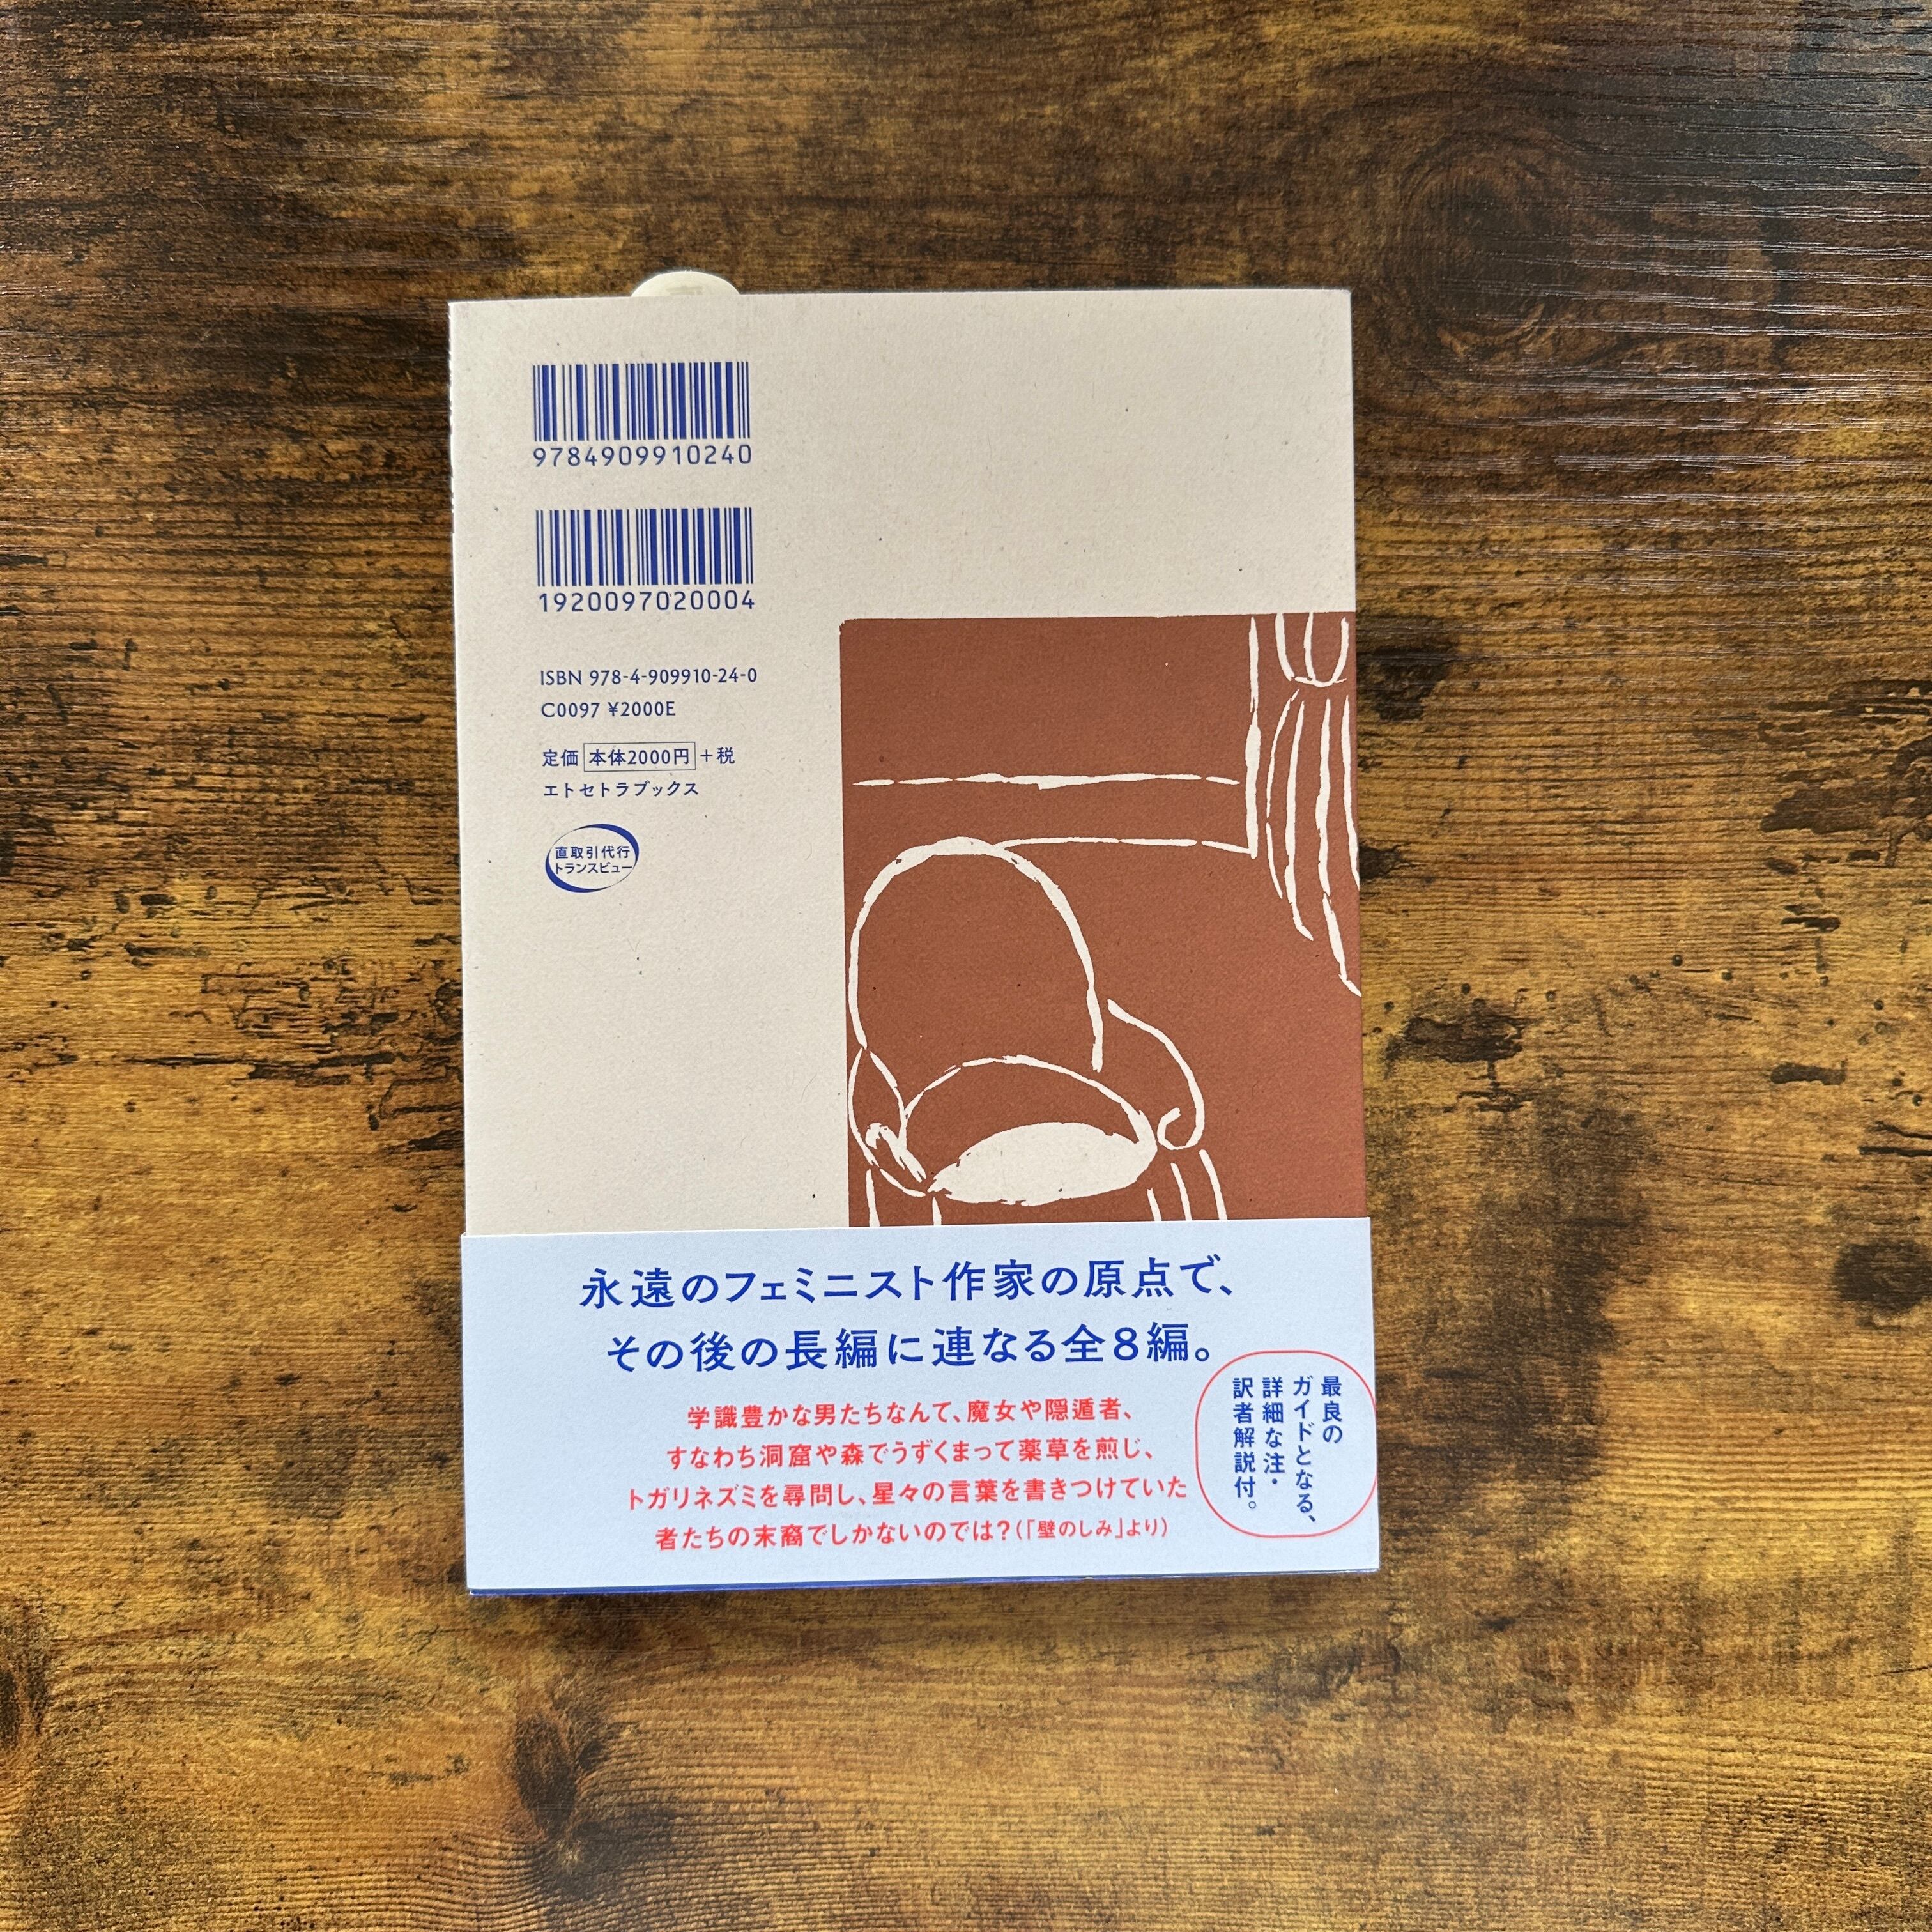 9784909910240
1920097020004
ISBN 978-4-909910-24-0
C0097 ¥2000E
定価 本体2000円 +税
エトセトラブックス
直取引代行
トランスビュー
永遠のフェミニスト作家の原点で、
その後の長編に連なる全8編。
学識豊かな男たちなんて、魔女や隠遁者、
すなわち洞窟や森でうずくまって薬草を煎じ、
トガリネズミを尋問し、星々の言葉を書きつけていた
者たちの末裔でしかないのでは?(「壁のしみ」より)
最良の
ガイドとなる、
詳細な注・
訳者解説付。